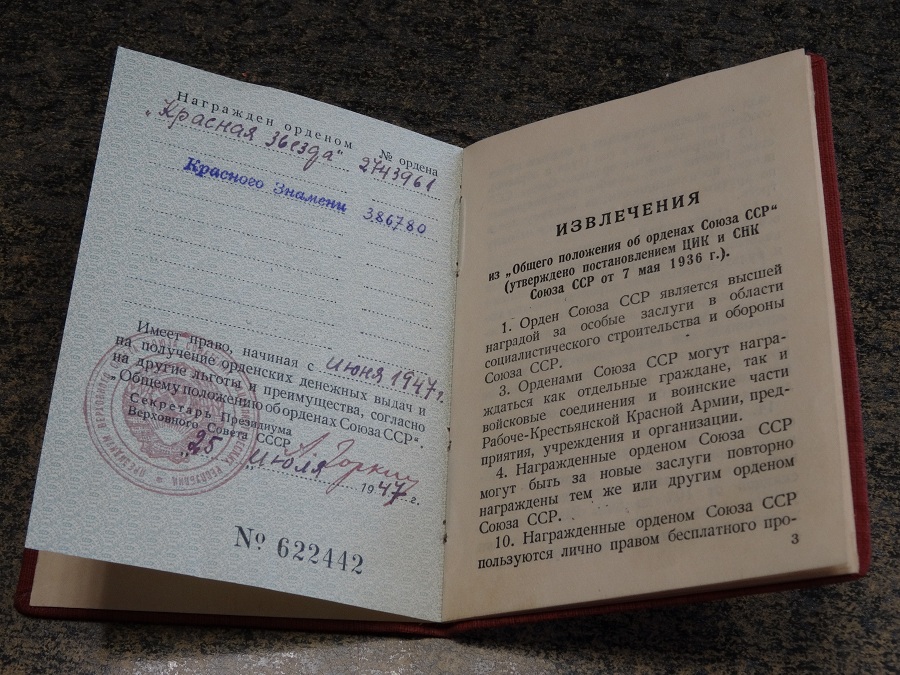 Награжден орденом № ордена
„Красная звезда“ 2743961
Красного Знамени 386780
Имеет право, начиная с июня 1947 г.
на получение орденских денежных выдач и
на другие льготы и преимущества, согласно
„Общему положению об орденах Союза ССР“.
Секретарь Президиума
Верховного Совета СССР А Горкин
„25 июля 1947 г.
№ 622442
ИЗВЛЕЧЕНИЯ
из „Общего положения об орденах Союза ССР“
(утверждено постановлением ЦИК и СНК
Союза ССР от 7 мая 1936 г.).
1. Орден Союза ССР является высшей
наградой за особые заслуги в области
социалистического строительства и обороны
Союза ССР.
3. Орденами Союза ССР могут награ-
ждаться как отдельные граждане, так и
войсковые соединения и воинские части
Рабоче-Крестьянской Красной Армии, пред-
приятия, учреждения и организации.
4. Награжденные орденом Союза ССР
могут быть за новые заслуги повторно
награждены тем же или другим орденом
Союза ССР.
10. Награжденные орденом Союза ССР
пользуются лично правом бесплатного про-
3